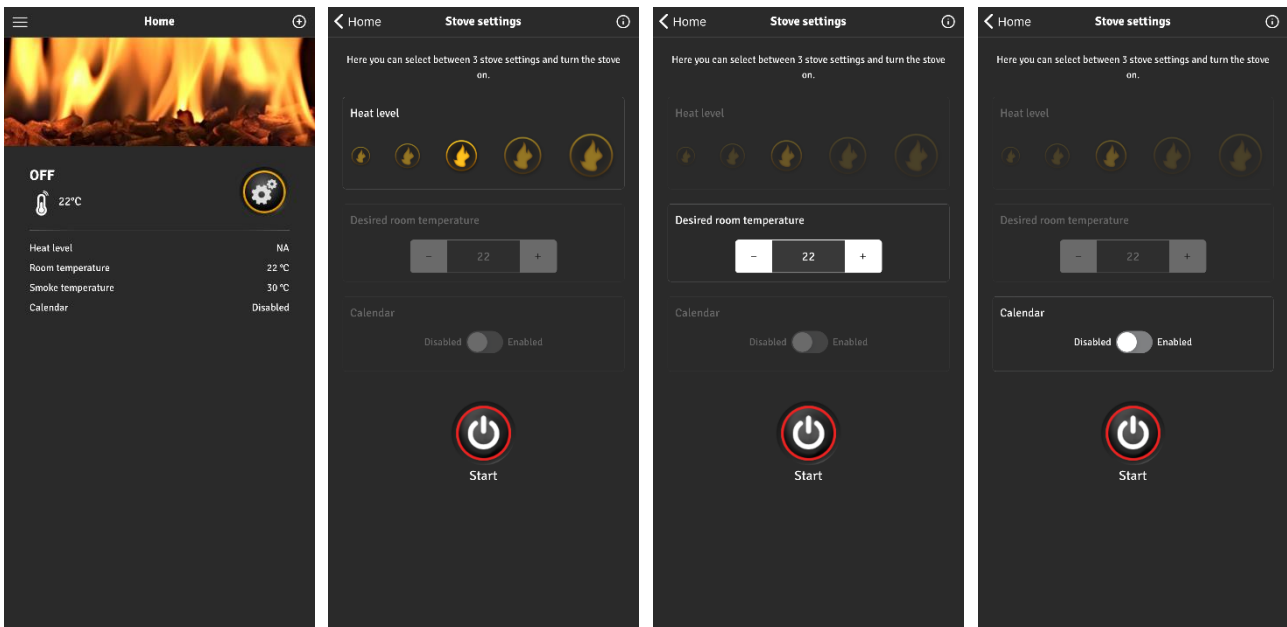 Home
OFF
22°C
Heat level NA
Room temperature 22 °C
Smoke temperature 30 °C
Calendar Disabled
Home Stove settings
Here you can select between 3 stove settings and turn the stove
on.
Heat level
Desired room temperature
- 22 +
Calendar
Disabled Enabled
Start
Home Stove settings
Here you can select between 3 stove settings and turn the stove
on.
Heat level
Desired room temperature
- 22 +
Calendar
Disabled Enabled
Start
Home Stove settings
Here you can select between 3 stove settings and turn the stove
on.
Heat level
Desired room temperature
- 22 +
Calendar
Disabled Enabled
Start